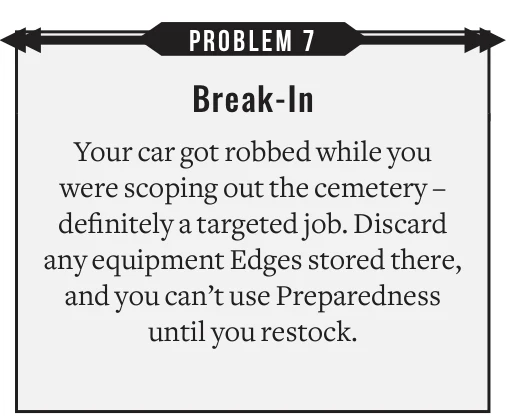 PROBLEM 7
Break-In
Your car got robbed while you
were scoping out the cemetery –
definitely a targeted job. Discard
any equipment Edges stored there,
and you can’t use Preparedness
until you restock.